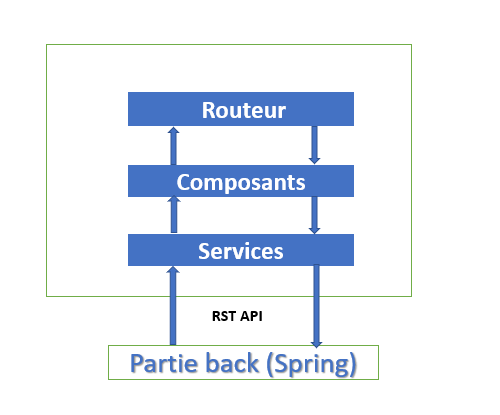 Routeur
Composants
Services
RST API
Partie back (Spring)